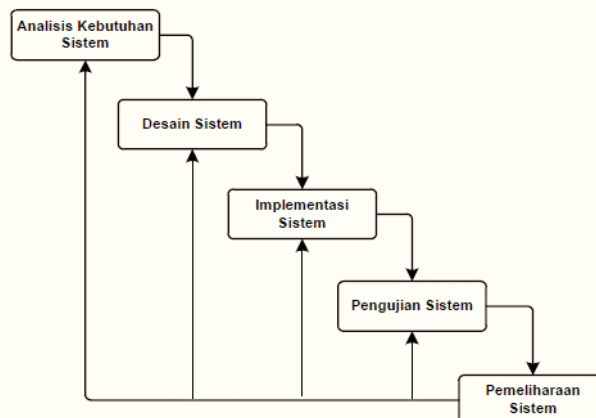 Analisis Kebutuhan
Sistem
Desain Sistem
Implementasi
Sistem
Pengujian Sistem
Pemeliharaan
Sistem